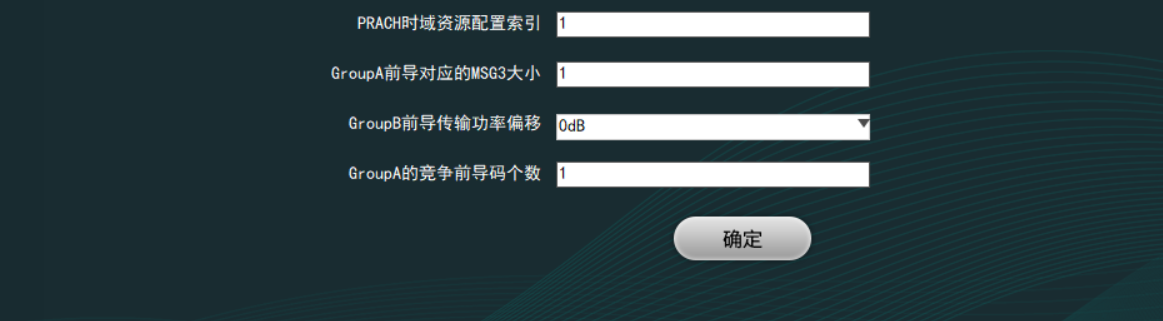 PRACH时域资源配置索引 1
GroupA前导对应的MSG3大小 1
GroupB前导传输功率偏移 0dB
GroupA的竞争前导码个数 1
确定